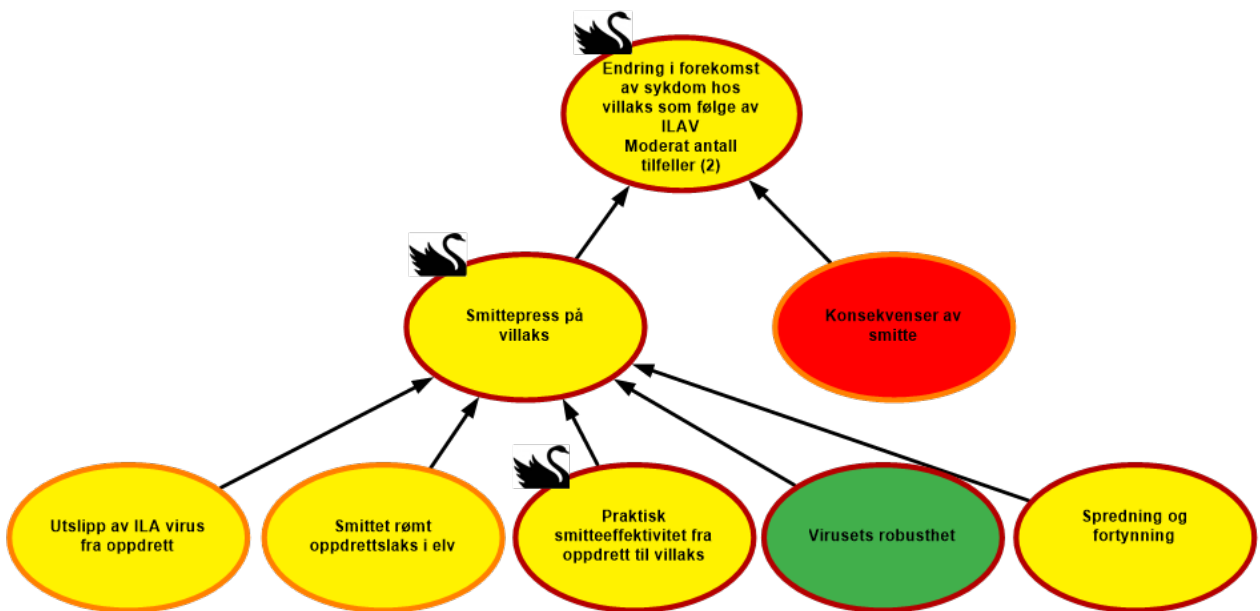 Endring i forekomst
av sykdom hos
villaks som følge av
ILAV
Moderat antall
tilfeller (2)
Smittepress på
villaks
Konsekvenser av
smitte
Utslipp av ILA virus
fra oppdrett
Smittet rømt
oppdrettslaks i elv
Praktisk
smitteeffektivitet fra
oppdrett til villaks
Virusets robusthet
Spredning og
fortynning